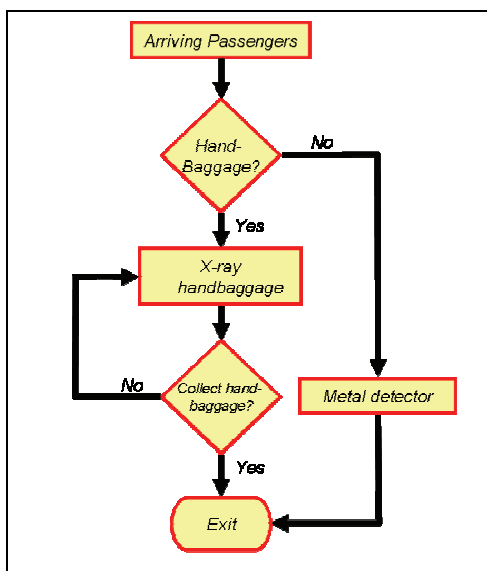 Arriving Passengers
Hand-
Baggage?
No
Yes
X-ray
handbaggage
Collect hand-
baggage?
No
Metal detector
Yes
Exit